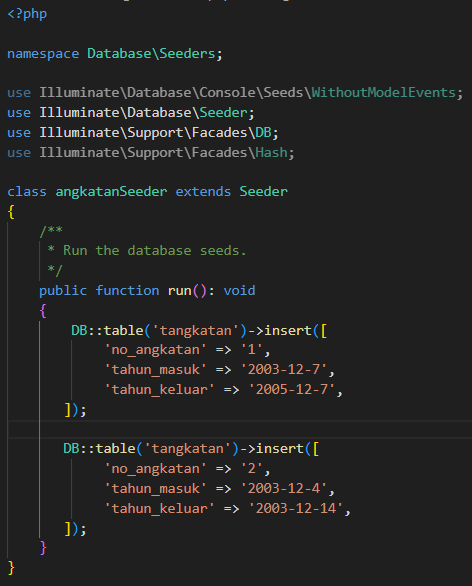 <?php
namespace Database\Seeders;
use Illuminate\Database\Console\Seeds\WithoutModelEvents;
use Illuminate\Database\Seeder;
use Illuminate\Support\Facades\DB;
use Illuminate\Support\Facades\Hash;
class angkatanSeeder extends Seeder
{
    /**
     * Run the database seeds.
     */
    public function run(): void
    {
        DB::table('tangkatan')->insert([
            'no_angkatan' => '1',
            'tahun_masuk' => '2003-12-7',
            'tahun_keluar' => '2005-12-7',
        ]);
       DB::table('tangkatan')->insert([
            'no_angkatan' => '2',
            'tahun_masuk' => '2003-12-4',
            'tahun_keluar' => '2003-12-14',
       ]);
    }
}